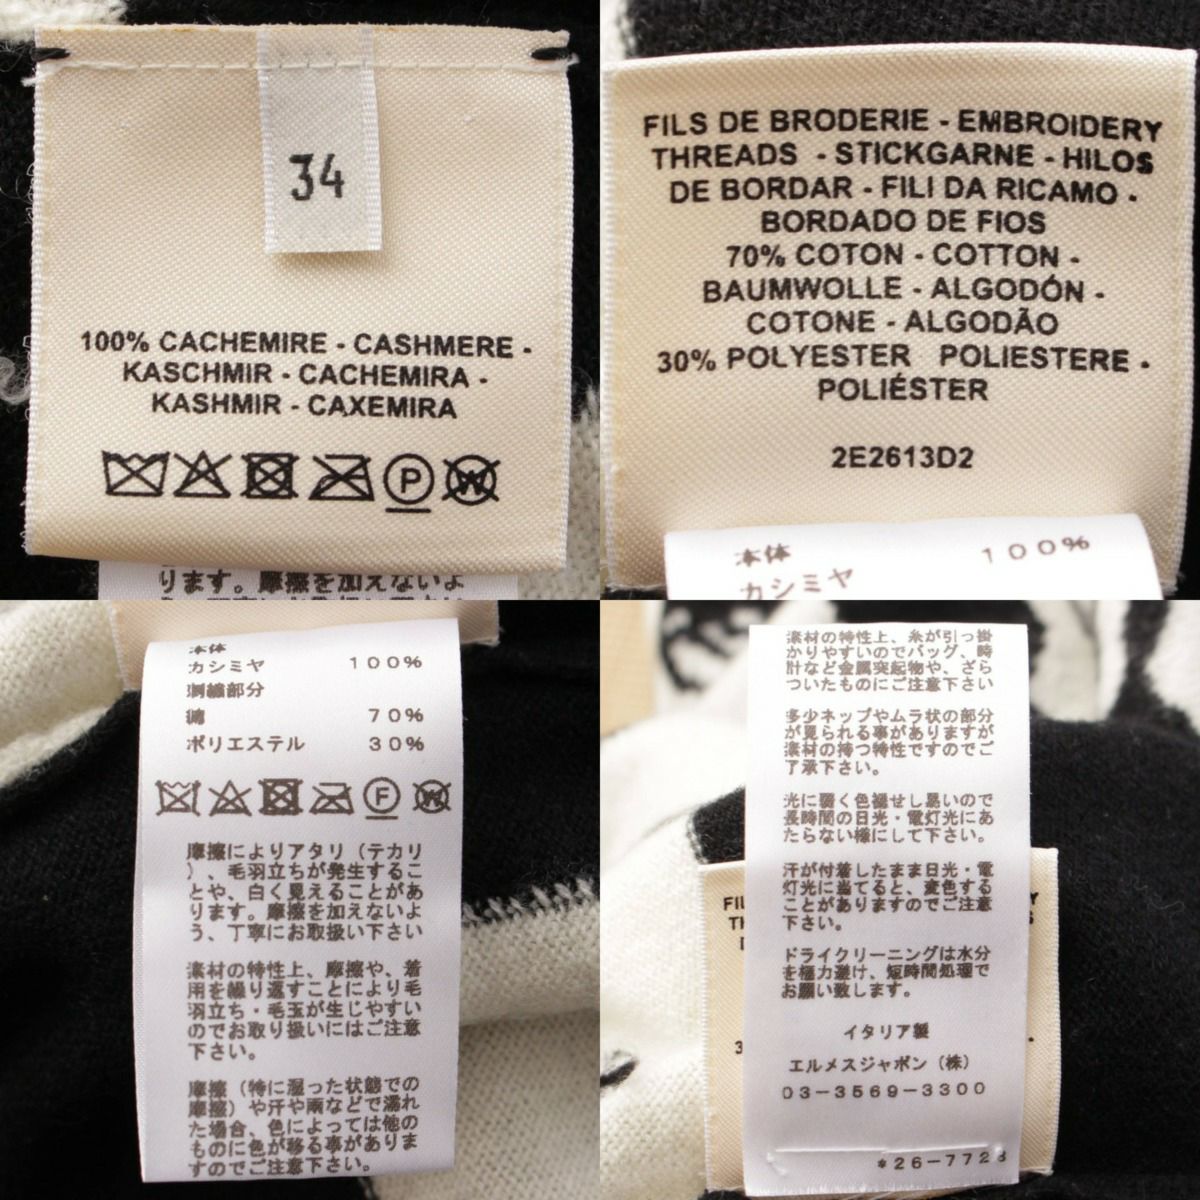 34
100% CACHEMIRE - CASHMERE -
KASCHMIR - CACHEMIRA -
KASHMIR - CAXEMIRA
P
W
ります。摩擦を加えないよ
FILS DE BRODERIE - EMBROIDERY
THREADS - STICKGARNE - HILOS
DE BORDAR - FILI DA RICAMO -
BORDADO DE FIOS
70% COTON - COTTON -
BAUMWOLLE - ALGODÓN -
COTONE - ALGODÃO
30% POLYESTER POLIESTERE -
POLIÉSTER
2E2613D2
本体 100%
カシミヤ
本体
カシミヤ 100%
刺繍部分
綿 70%
ポリエステル 30%
F
W
摩擦によりアタリ（テカリ
）、毛羽立ちが発生するこ
とや、白く見えることがあ
ります。摩擦を加えないよ
う、丁寧にお取扱い下さい
素材の特性上、摩擦や、着
用を繰り返すことにより毛
羽立ち・毛玉が生じやすい
のでお取り扱いにはご注意
下さい。
摩擦（特に湿った状態での
摩擦）や汗や雨などで濡れ
た場合、色によっては他の
ものに色が移る事がありま
すのでご注意下さい。
素材の特性上、糸が引っ掛
かりやすいのでバッグ、時
計など金属突起物や、ざら
ついたものにご注意下さい
多少ネップやムラ状の部分
が見られる事がありますが
素材の持つ特性ですのでご
了承下さい。
光に弱く色褪せし易いので
長時間の日光・電灯光にあ
たらない様にして下さい。
汗が付着したまま日光・電
灯光に当てると、変色する
ことがありますのでご注意
下さい。
ドライクリーニングは水分
を極力避け、短時間処理で
お願い致します。
イタリア製
エルメスジャポン（株）
03-3569-3300
*26-7728